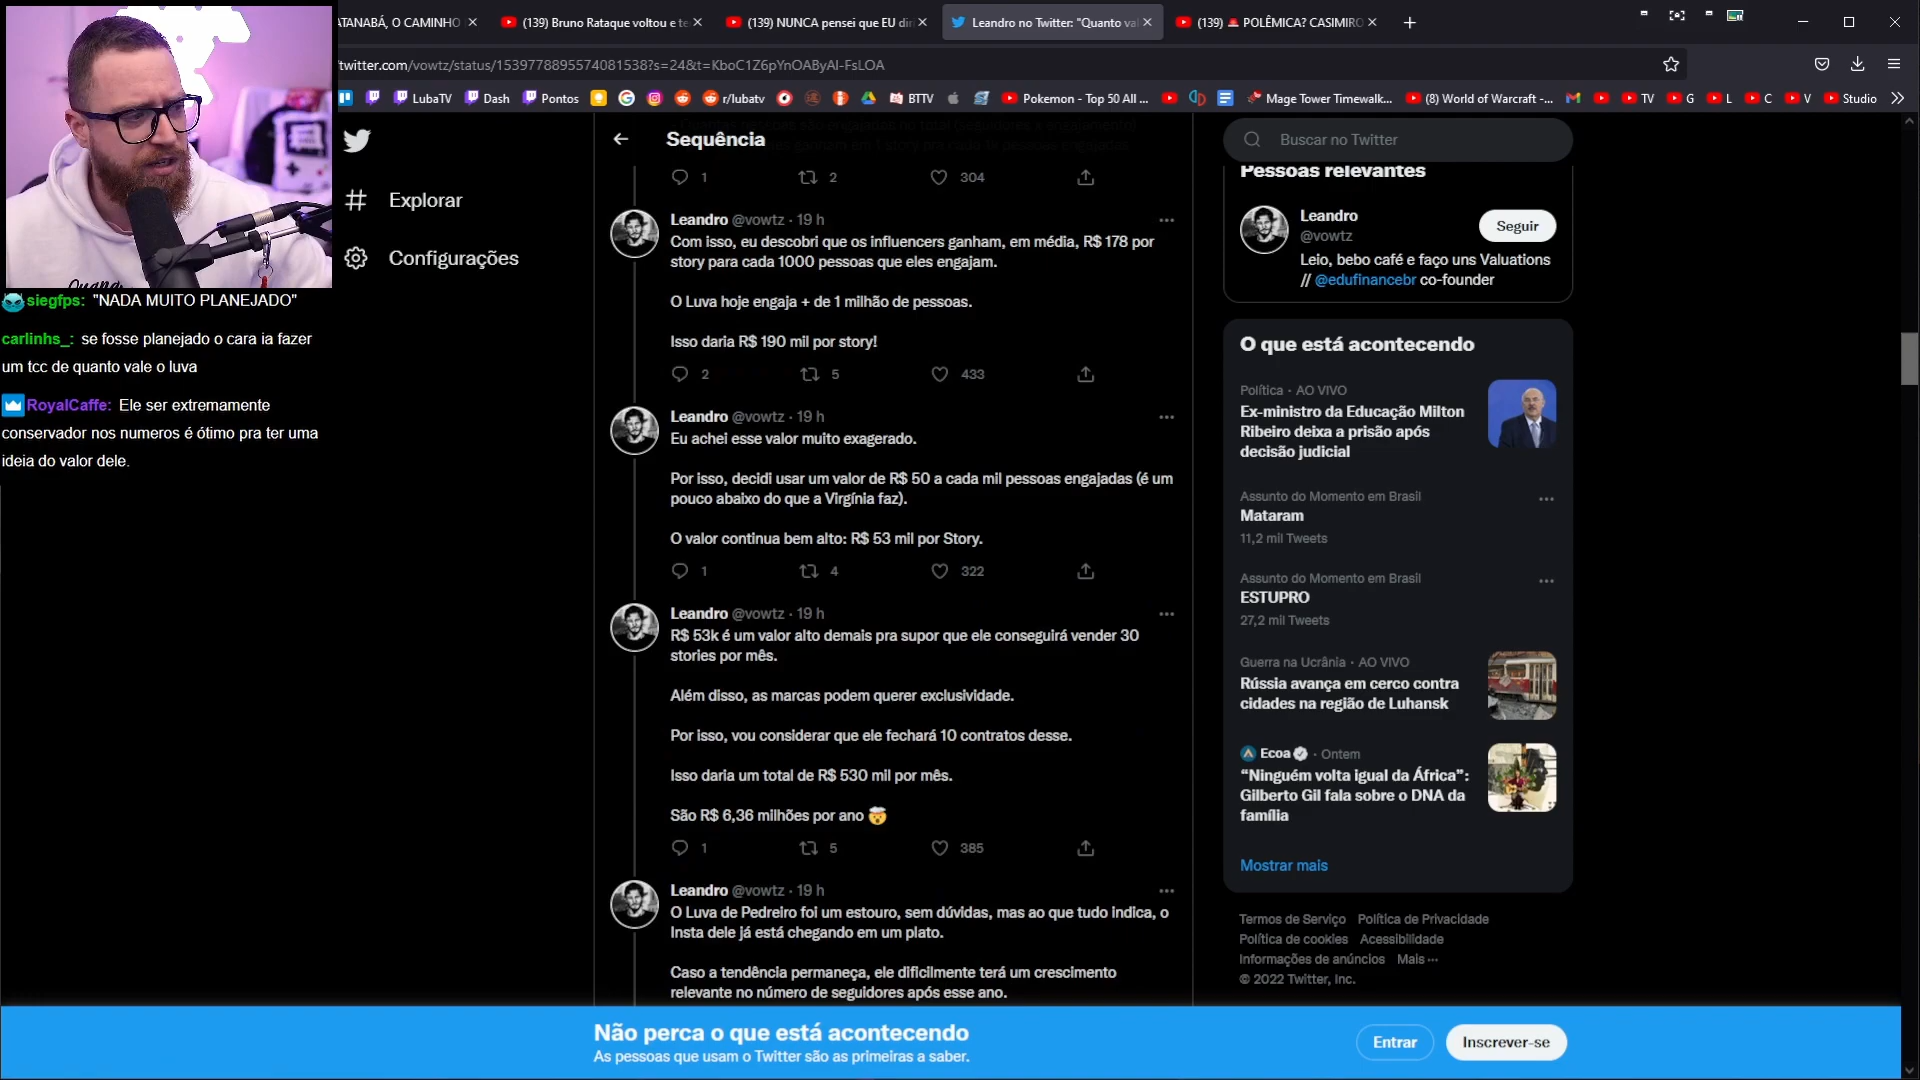 ATANABÁ, O CAMINHO
(139) Bruno Rataque voltou e te
(139) NUNCA pensei que EU di
Leandro no Twitter: "Quanto va
(139) 🚨 POLÊMICA? CASIMIRO
twitter.com/vowtz/status/1539778895574081538?s=24&t=KboC1Z6pYnOAByAI-FsLOA
LubaTV
Dash
Pontos
r/lubatv
BTTV
Pokemon - Top 50 All ...
Mage Tower Timewalk...
(8) World of Warcraft -...
TV
G
L
C
V
Studio
siegfps: "NADA MUITO PLANEJADO"
carlinhs_: se fosse planejado o cara ia fazer
um tcc de quanto vale o luva
RoyalCaffe: Ele ser extremamente
conservador nos numeros é ótimo pra ter uma
ideia do valor dele.
Explorar
Configurações
Sequência
1 2 304
Leandro @vowtz · 19 h
Com isso, eu descobri que os influencers ganham, em média, R$ 178 por
story para cada 1000 pessoas que eles engajam.
O Luva hoje engaja + de 1 milhão de pessoas.
Isso daria R$ 190 mil por story!
2 5 433
Leandro @vowtz · 19 h
Eu achei esse valor muito exagerado.
Por isso, decidi usar um valor de R$ 50 a cada mil pessoas engajadas (é um
pouco abaixo do que a Virgínia faz).
O valor continua bem alto: R$ 53 mil por Story.
1 4 322
Leandro @vowtz · 19 h
R$ 53k é um valor alto demais pra supor que ele conseguirá vender 30
stories por mês.
Além disso, as marcas podem querer exclusividade.
Por isso, vou considerar que ele fechará 10 contratos desse.
Isso daria um total de R$ 530 mil por mês.
São R$ 6,36 milhões por ano 🤯
1 5 385
Leandro @vowtz · 19 h
O Luva de Pedreiro foi um estouro, sem dúvidas, mas ao que tudo indica, o
Insta dele já está chegando em um plato.
Caso a tendência permaneça, ele dificilmente terá um crescimento
relevante no número de seguidores após esse ano.
Buscar no Twitter
Pessoas relevantes
Leandro
@vowtz
Seguir
Leio, bebo café e faço uns Valuations
// @edufinancebr co-founder
O que está acontecendo
Política · AO VIVO
Ex-ministro da Educação Milton
Ribeiro deixa a prisão após
decisão judicial
Assunto do Momento em Brasil
Mataram
11,2 mil Tweets
Assunto do Momento em Brasil
ESTUPRO
27,2 mil Tweets
Guerra na Ucrânia · AO VIVO
Rússia avança em cerco contra
cidades na região de Luhansk
Ecoa · Ontem
“Ninguém volta igual da África”:
Gilberto Gil fala sobre o DNA da
família
Mostrar mais
Termos de Serviço Política de Privacidade
Política de cookies Acessibilidade
Informações de anúncios Mais ···
© 2022 Twitter, Inc.
Não perca o que está acontecendo
As pessoas que usam o Twitter são as primeiras a saber.
Entrar
Inscrever-se